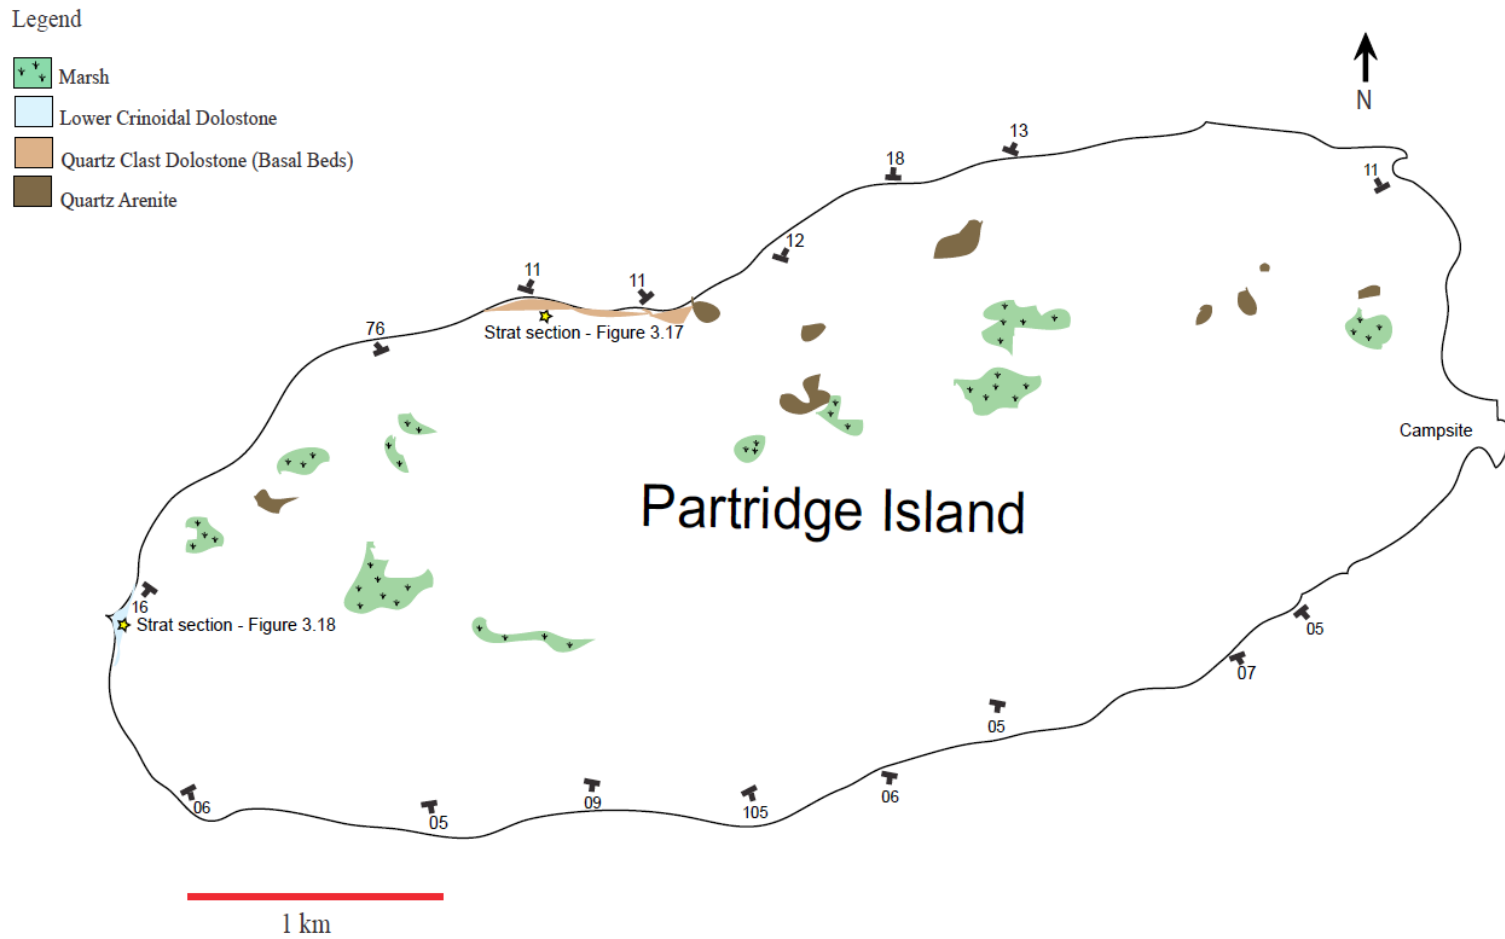 Legend
Marsh
Lower Crinoidal Dolostone
Quartz Clast Dolostone (Basal Beds)
Quartz Arenite
N
13
18
11
12
11
11
Strat section - Figure 3.17
76
Campsite
Partridge Island
16
Strat section - Figure 3.18
05
07
05
06
09
105
06
05
1 km